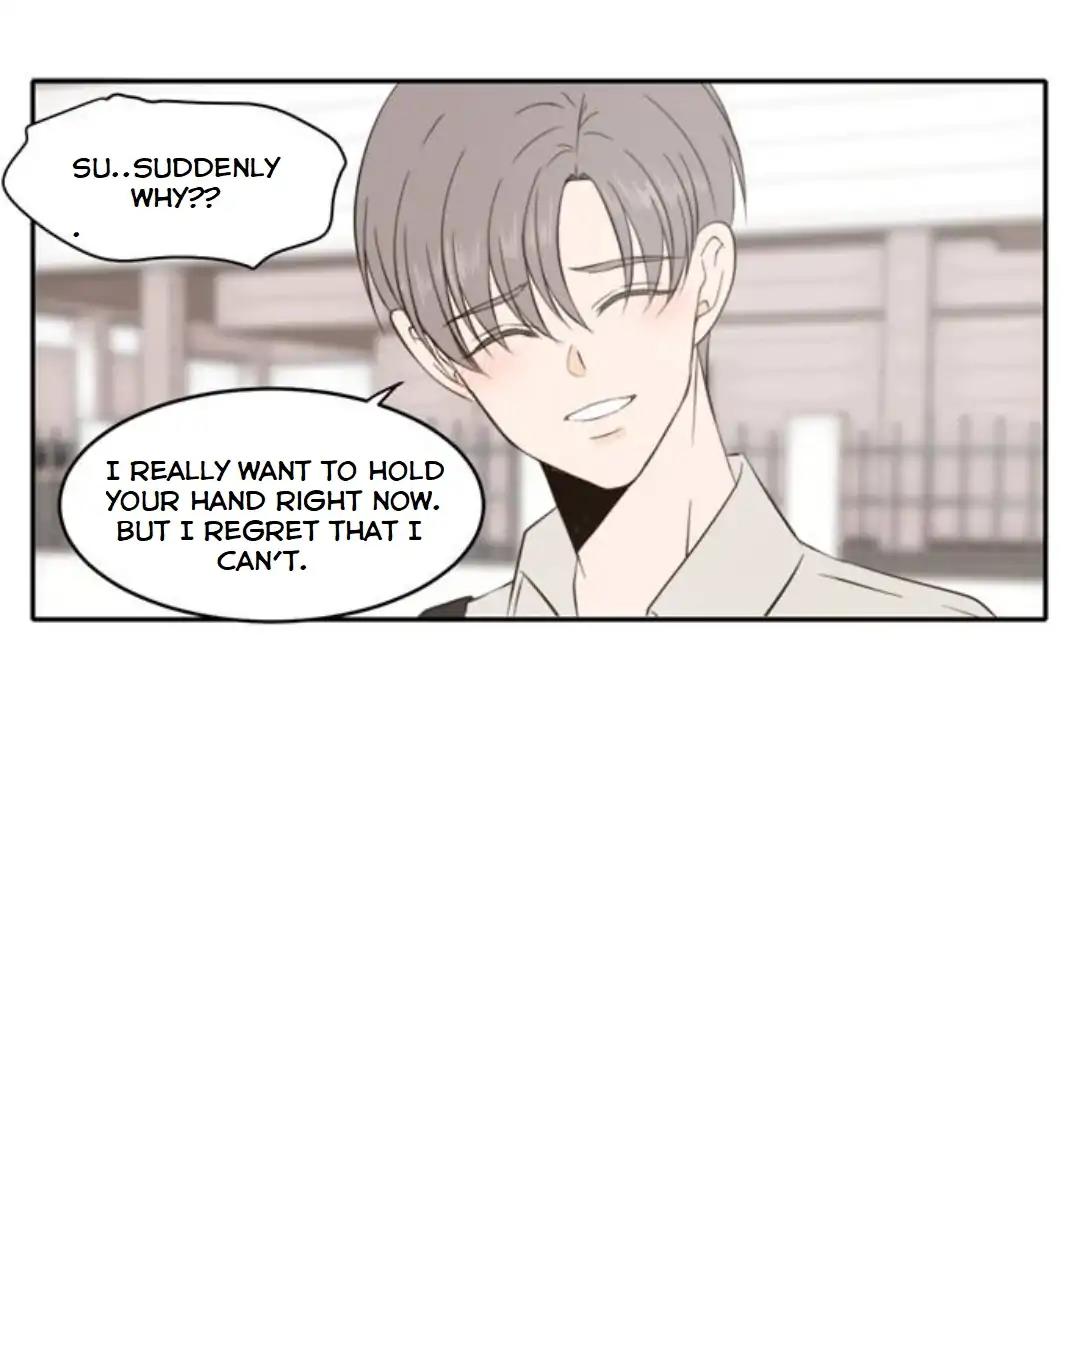 SU..SUDDENLY
WHY??
.
I REALLY WANT TO HOLD
YOUR HAND RIGHT NOW.
BUT I REGRET THAT I
CAN'T.